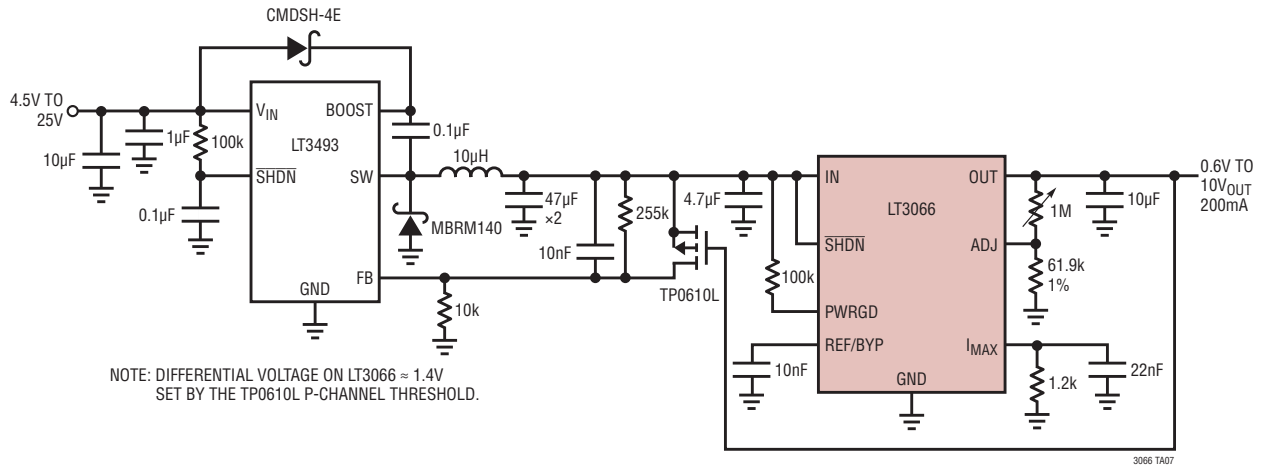 CMDSH-4E
4.5V TO
25V
10µF
1µF
100k
0.1µF
VIN
BOOST
LT3493
SHDN
SW
FB
GND
0.1µF
10µH
MBRM140
10k
47µF
×2
10nF
255k
TP0610L
4.7µF
100k
IN
OUT
LT3066
SHDN
ADJ
PWRGD
REF/BYP
IMAX
GND
10nF
1M
10µF
0.6V TO
10VOUT
200mA
61.9k
1%
1.2k
22nF
NOTE: DIFFERENTIAL VOLTAGE ON LT3066 ≈ 1.4V
SET BY THE TP0610L P-CHANNEL THRESHOLD.
3066 TA07